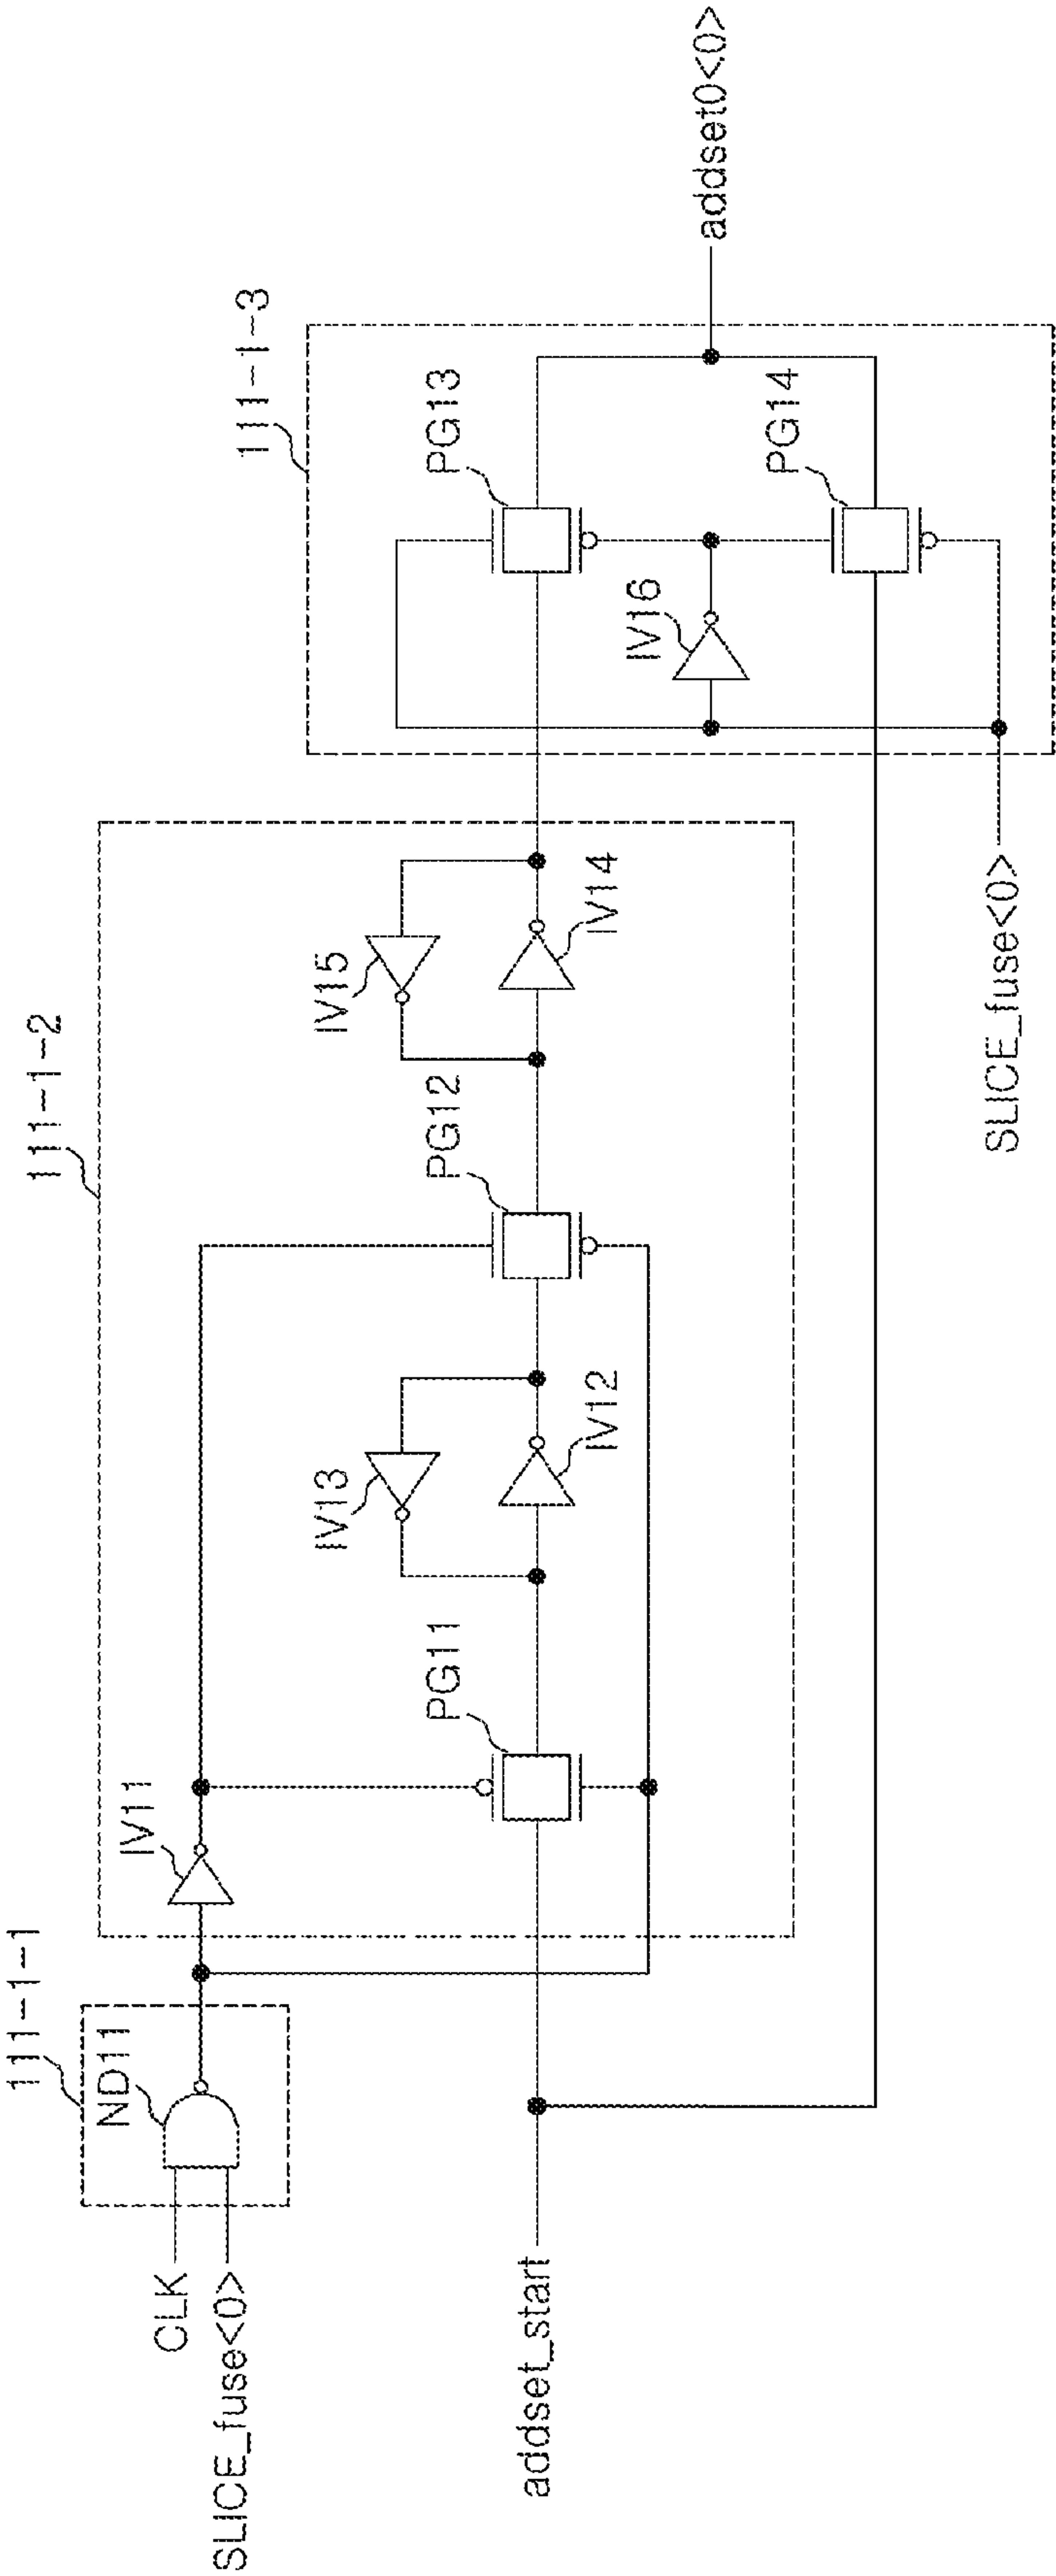 111-1-1
ND11
CLK
SLICE_fuse<0>
111-1-2
IV11
PG11
IV13
IV12
PG12
IV15
IV14
addset_start
111-1-3
PG13
IV16
PG14
SLICE_fuse<0>
addset0<0>